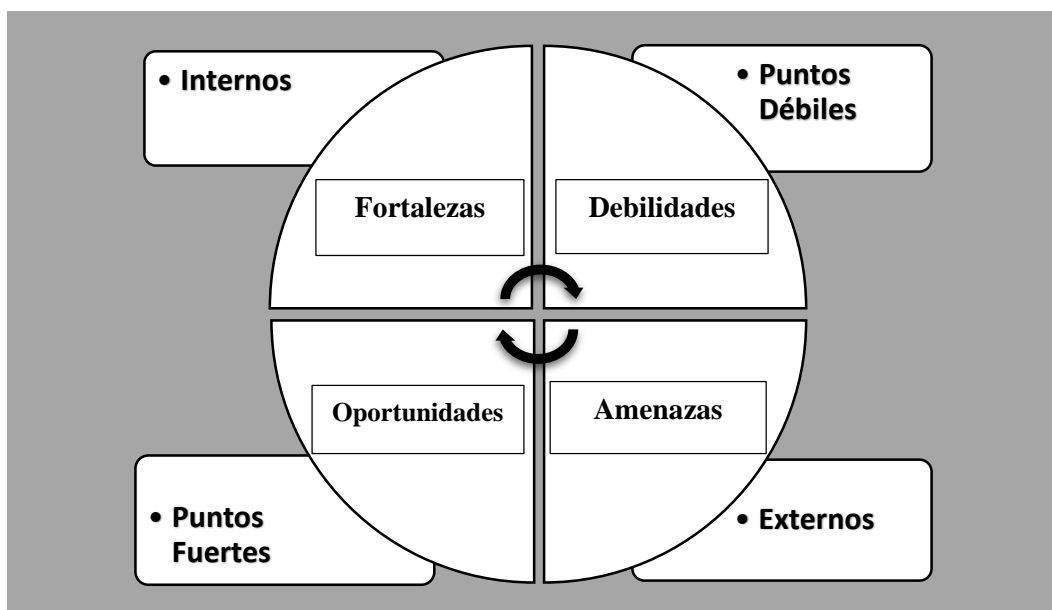 • Internos
• Puntos
Débiles
Fortalezas
Debilidades
Oportunidades
Amenazas
• Puntos
Fuertes
• Externos